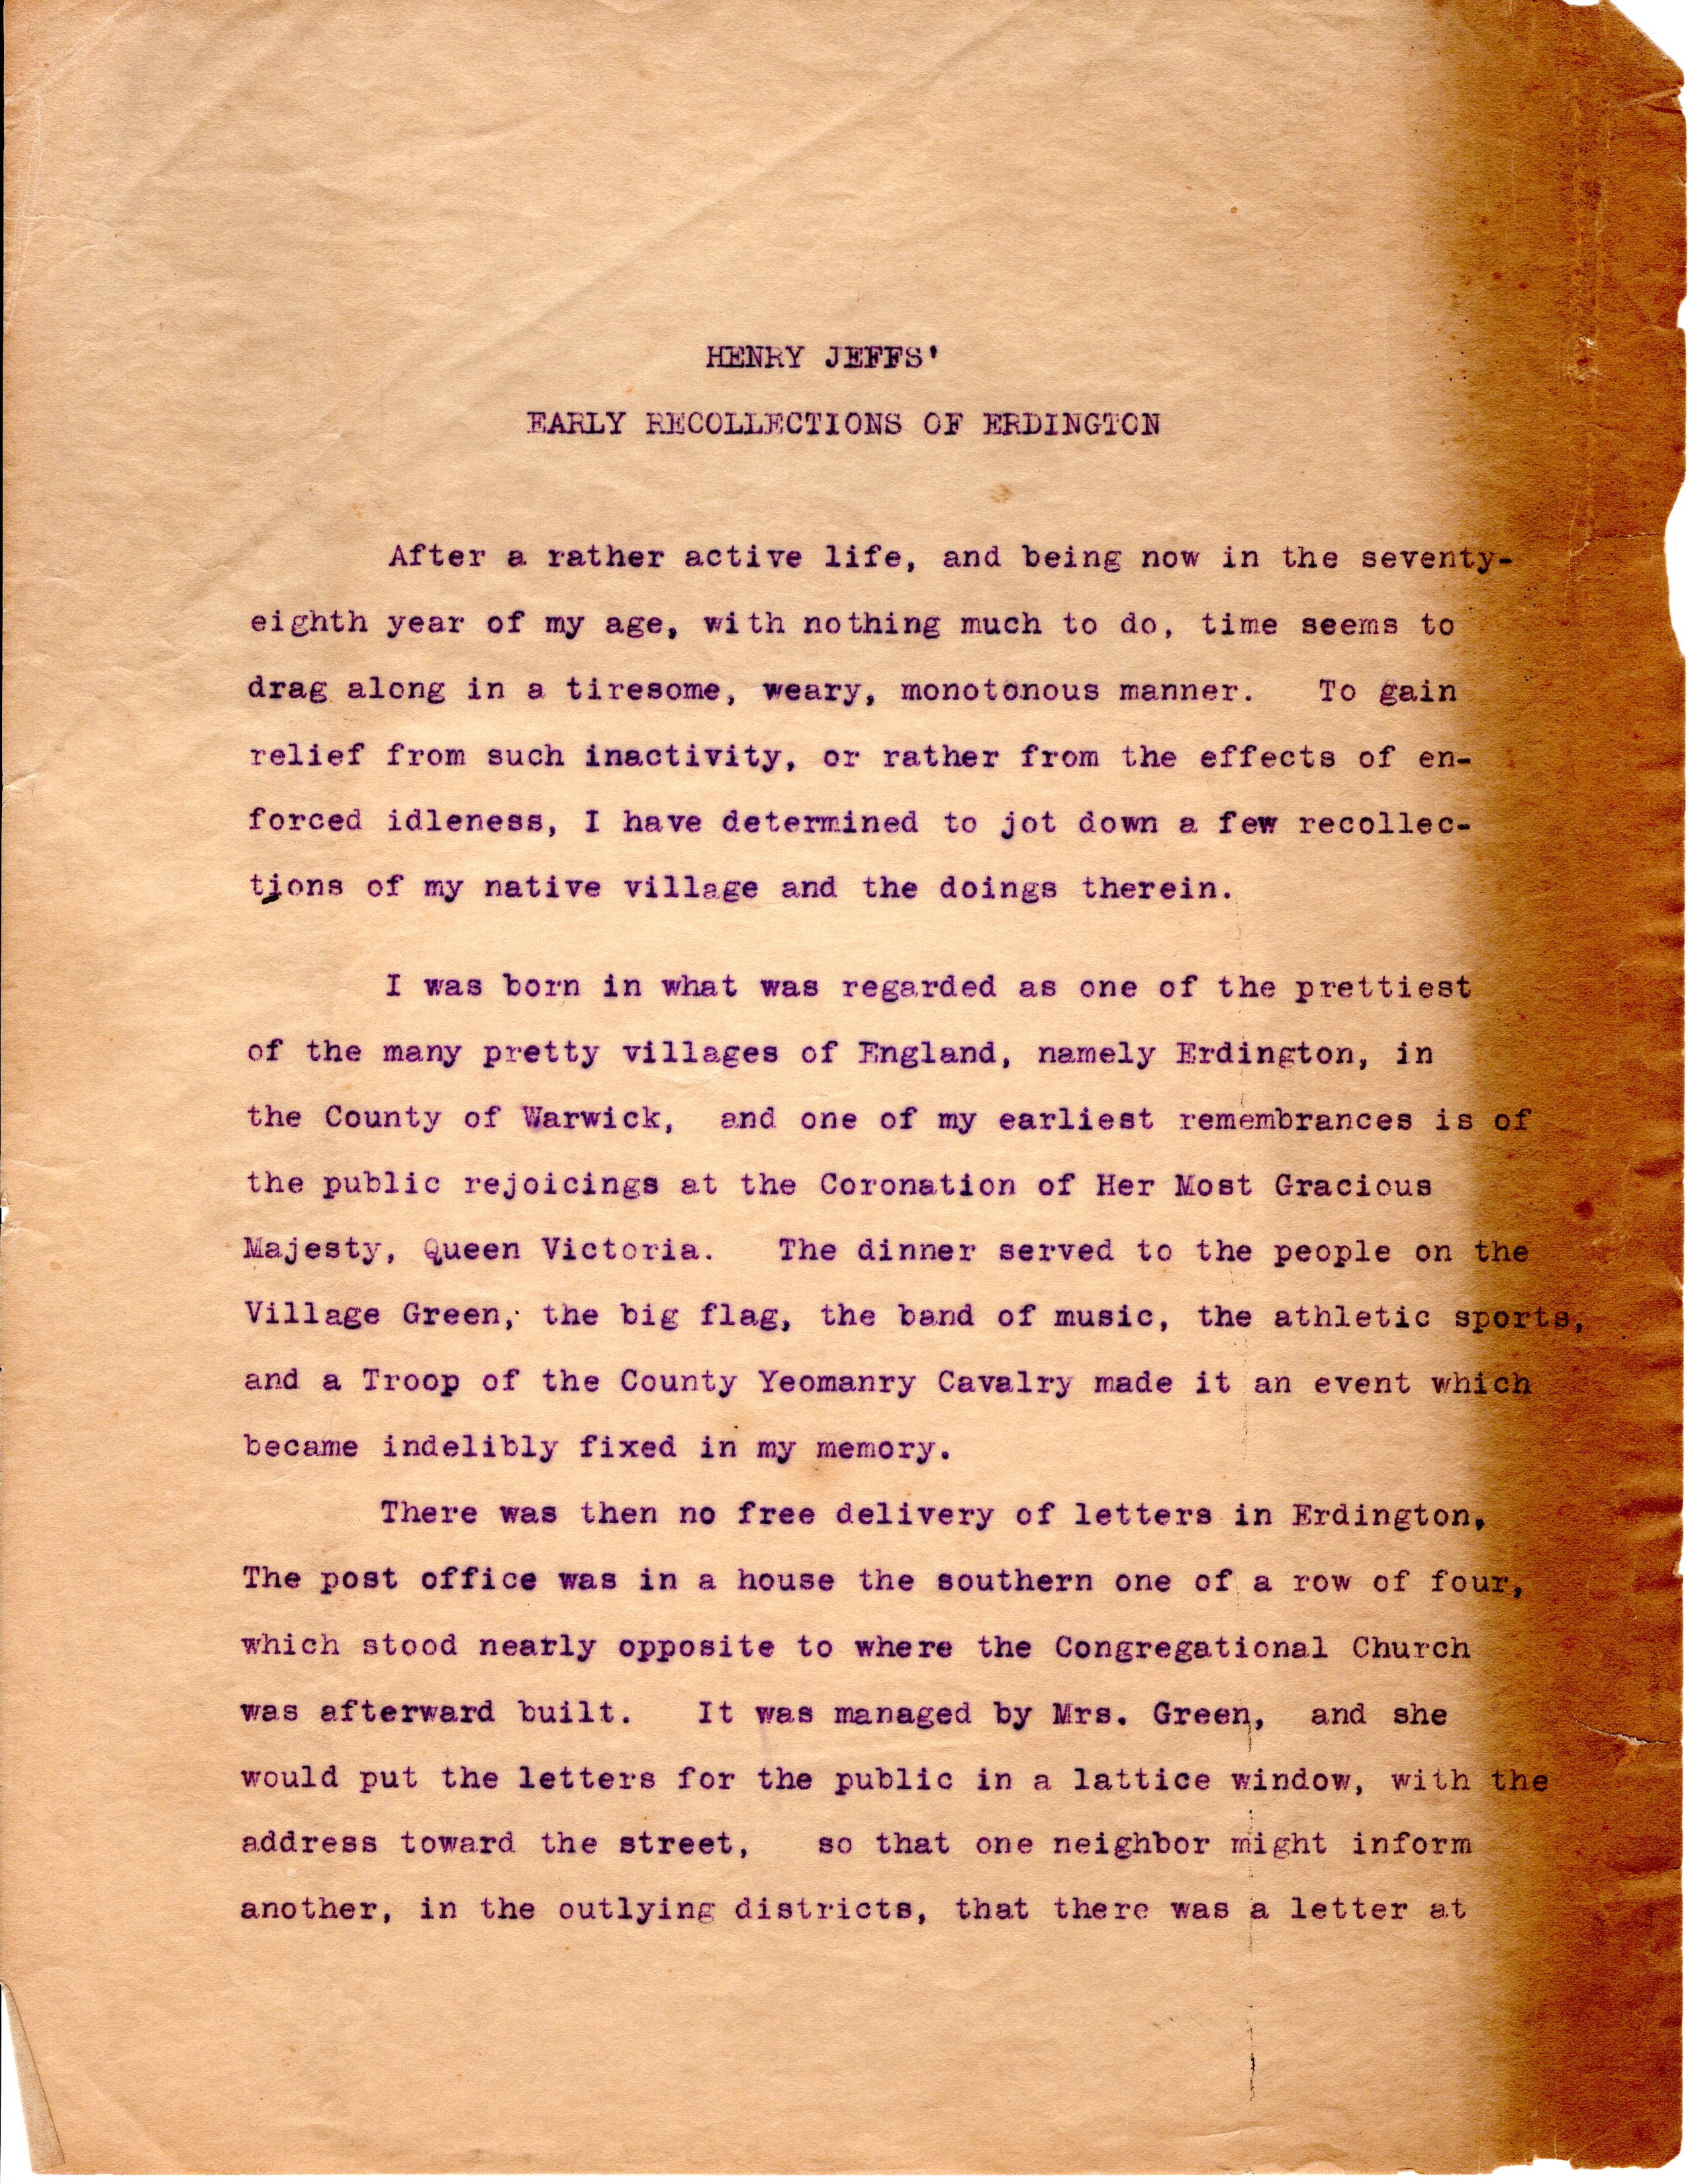 HENRY JEFFS'
EARLY RECOLLECTIONS OF ERDINGTON
After a rather active life, and being now in the seventy-
eighth year of my age, with nothing much to do, time seems to
drag along in a tiresome, weary, monotonous manner. To gain
relief from such inactivity, or rather from the effects of en-
forced idleness, I have determined to jot down a few recollec-
tions of my native village and the doings therein.
I was born in what was regarded as one of the prettiest
of the many pretty villages of England, namely Erdington, in
the County of Warwick, and one of my earliest remembrances is of
the public rejoicings at the Coronation of Her Most Gracious
Majesty, Queen Victoria. The dinner served to the people on the
Village Green, the big flag, the band of music, the athletic sports,
and a Troop of the County Yeomanry Cavalry made it an event which
became indelibly fixed in my memory.
There was then no free delivery of letters in Erdington,
The post office was in a house the southern one of a row of four,
which stood nearly opposite to where the Congregational Church
was afterward built. It was managed by Mrs. Green, and she
would put the letters for the public in a lattice window, with the
address toward the street, so that one neighbor might inform
another, in the outlying districts, that there was a letter at